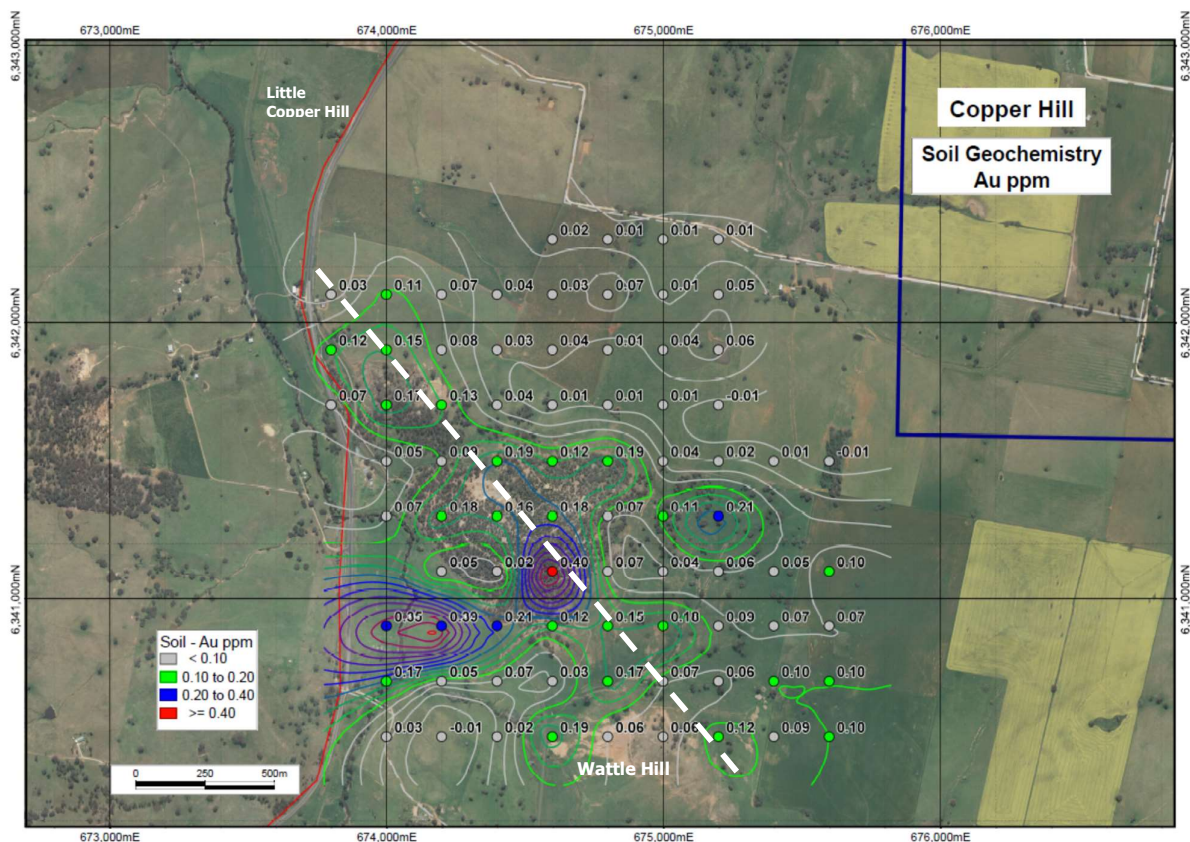 673,000mE 674,000mE 675,000mE 676,000mE
6,343,000mN 6,343,000mN
Little
Copper Hill
Copper Hill
Soil Geochemistry
Au ppm
0.02 0.01 0.01 0.01
0.03 0.11 0.07 0.04 0.03 0.07 0.01 0.05
6,342,000mN 6,342,000mN
0.12 0.15 0.08 0.03 0.04 0.01 0.04 0.06
0.07 0.13 0.04 0.01 0.01 0.01 -0.01
0.05 0.19 0.12 0.19 0.04 0.02 0.01 -0.01
0.07 0.18 0.16 0.18 0.07 0.11 0.21
0.05 0.02 0.40 0.07 0.04 0.06 0.05 0.10
6,341,000mN 6,341,000mN
0.35 0.39 0.21 0.12 0.15 0.10 0.09 0.07 0.07
0.17 0.05 0.07 0.03 0.17 0.07 0.06 0.10 0.10
0.03 -0.01 0.02 0.19 0.06 0.12 0.09 0.10
Soil - Au ppm
< 0.10
0.10 to 0.20
0.20 to 0.40
>= 0.40
Wattle Hill
0 250 500m
673,000mE 674,000mE 675,000mE 676,000mE